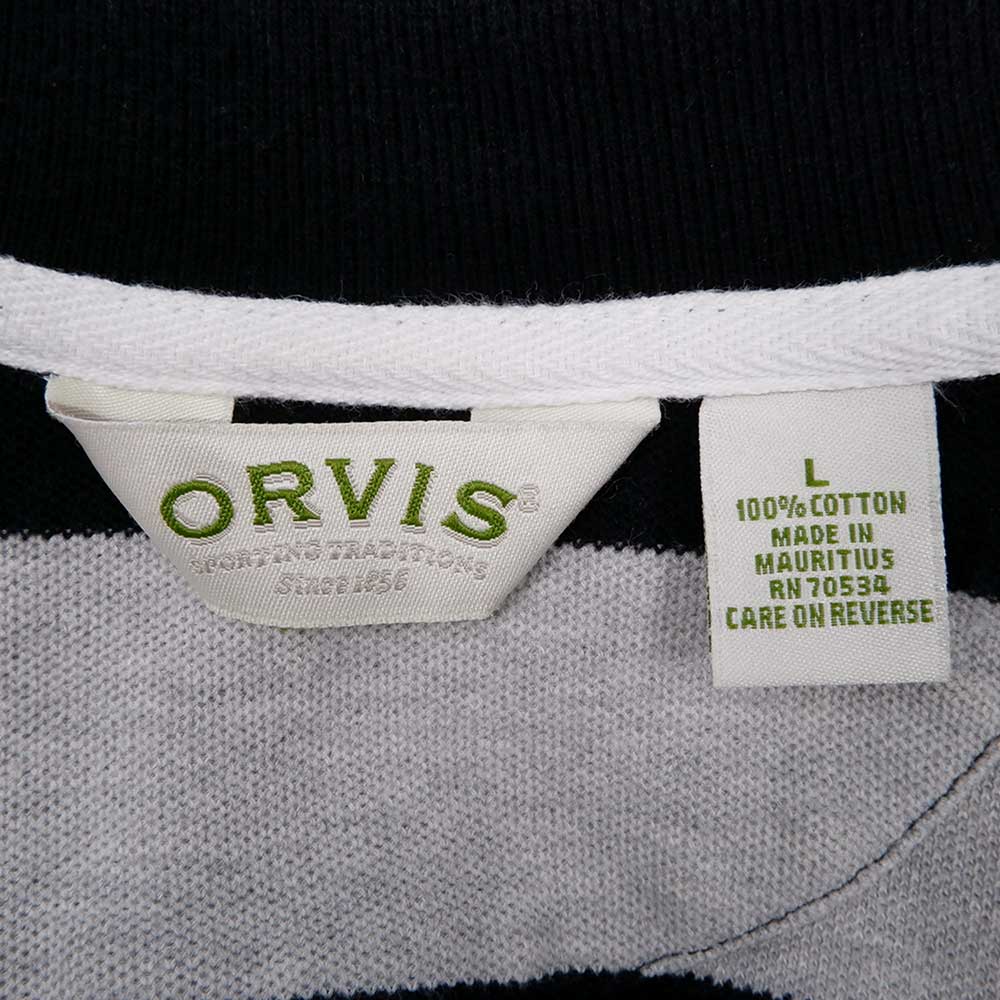 ORVIS®
SPORTING TRADITIONS
Since 1856
L
100% COTTON
MADE IN
MAURITIUS
RN 70534
CARE ON REVERSE